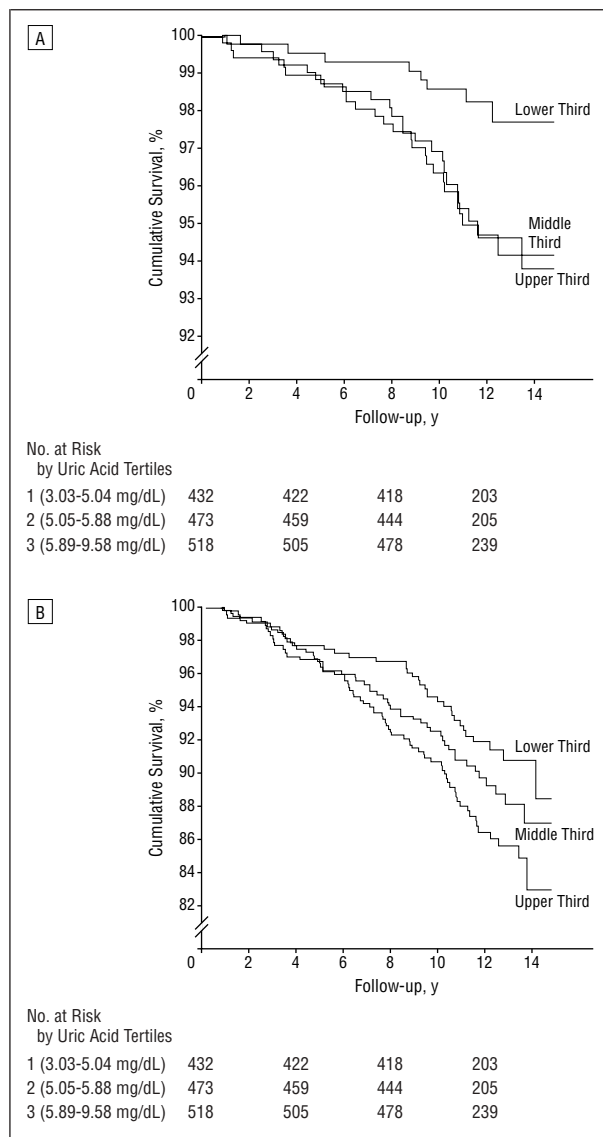 A
100
99
98
97
96
95
94
93
92
0
2
4
6
8
10
12
14
Cumulative Survival, %
Follow-up, y
Lower Third
Middle
Third
Upper Third
No. at Risk
by Uric Acid Tertiles
1 (3.03-5.04 mg/dL) 432 422 418 203
2 (5.05-5.88 mg/dL) 473 459 444 205
3 (5.89-9.58 mg/dL) 518 505 478 239
B
100
98
96
94
92
90
88
86
84
82
0
2
4
6
8
10
12
14
Cumulative Survival, %
Follow-up, y
Lower Third
Middle Third
Upper Third
No. at Risk
by Uric Acid Tertiles
1 (3.03-5.04 mg/dL) 432 422 418 203
2 (5.05-5.88 mg/dL) 473 459 444 205
3 (5.89-9.58 mg/dL) 518 505 478 239